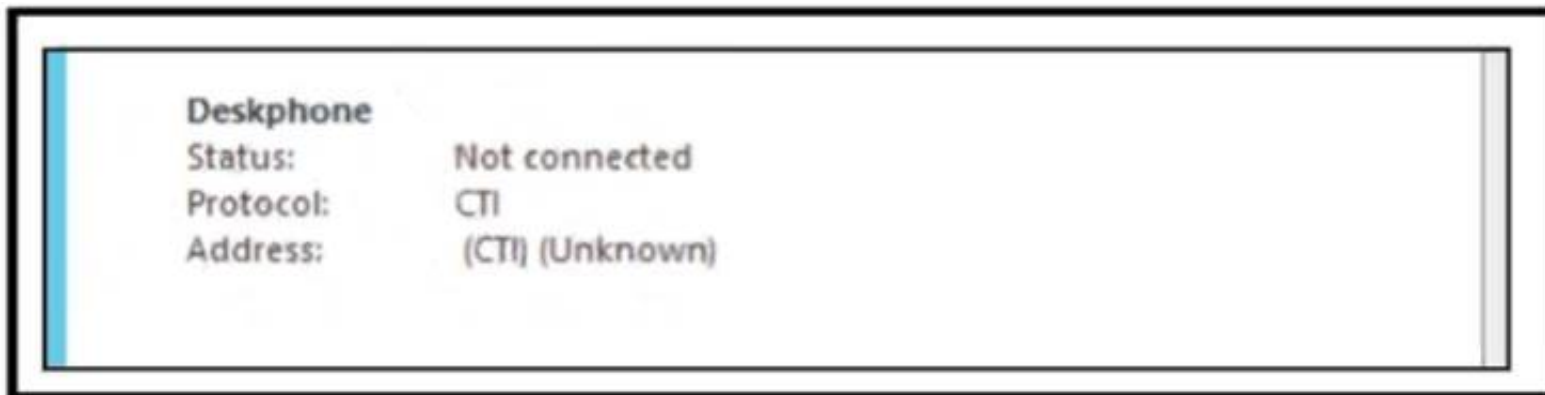 Deskphone
Status: Not connected
Protocol: CTI
Address: (CTI) (Unknown)